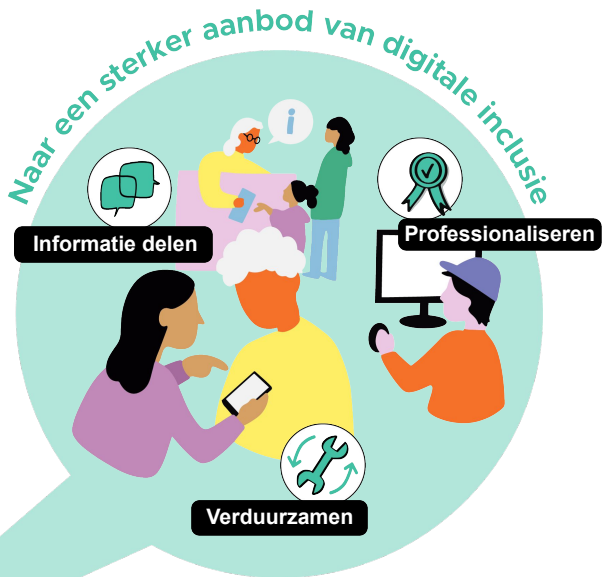 Naar een sterker aanbod van digitale inclusie
i
Informatie delen
Professionaliseren
Verduurzamen